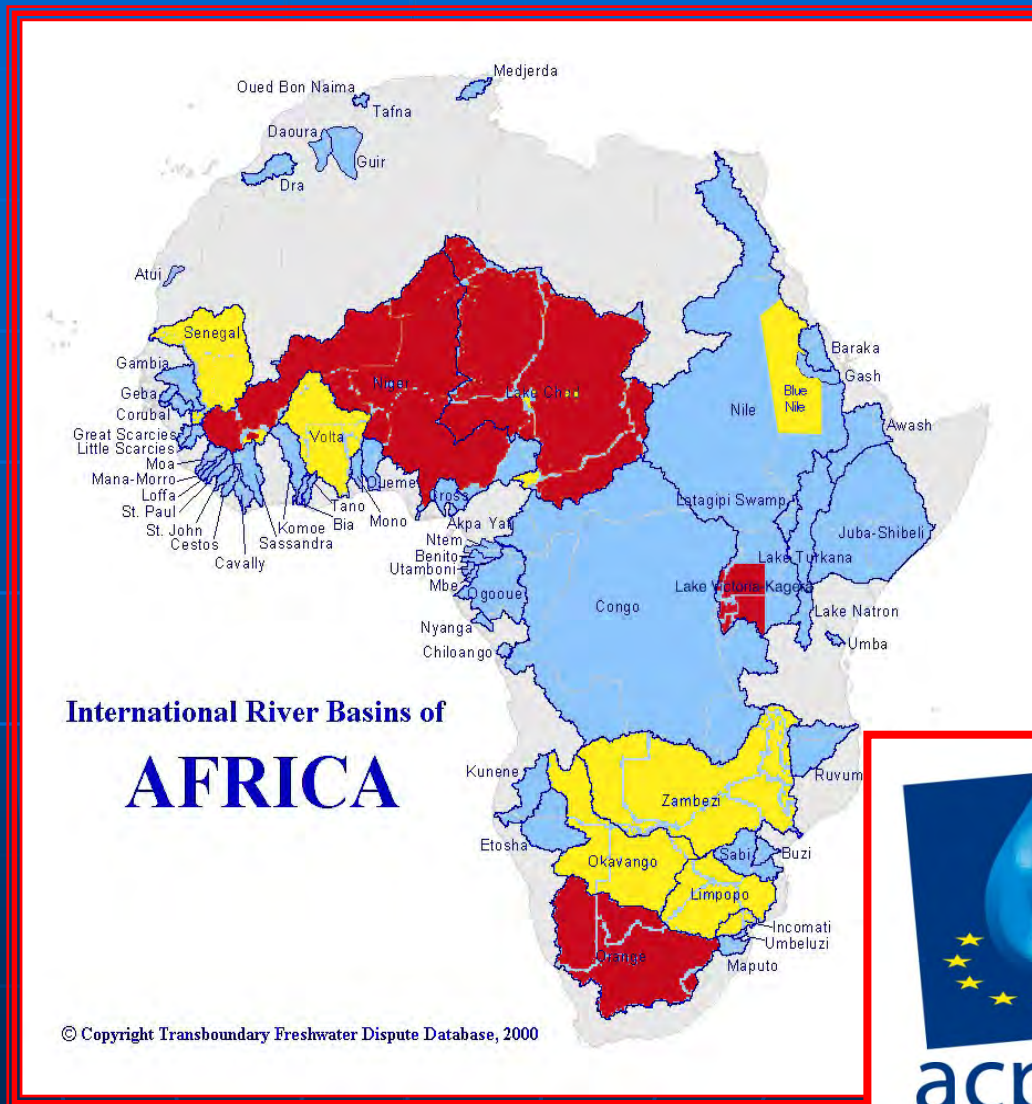 Medjerda
Oued Bon Naima
Tafna
Daoura
Guir
Dra
Atui
Senegal
Gambia
Baraka
Geba
Niger
Lake Chad
Gash
Blue
Nile
Corubal
Nile
Awash
Great Scarcies
Volta
Little Scarcies
Moa
Mana-Morro
Oueme
Cross
Loffa
Tano
Latagipi Swamp
St. Paul
Bia
Mono
St. John
Komoe
Akpa Yafi
Cestos
Sassandra
Ntem
Juba-Shibeli
Cavally
Benito
Lake Turkana
Utamboni
Mbe
Ogooue
Lake Victoria-Kagera
Congo
Nyanga
Lake Natron
Umba
Chiloango
International River Basins of
AFRICA
Kunene
Ruvum
Zambezi
Etosha
Okavango
Sabi
Buzi
Limpopo
Incomati
Umbeluzi
Orange
Maputo
© Copyright Transboundary Freshwater Dispute Database, 2000
acp